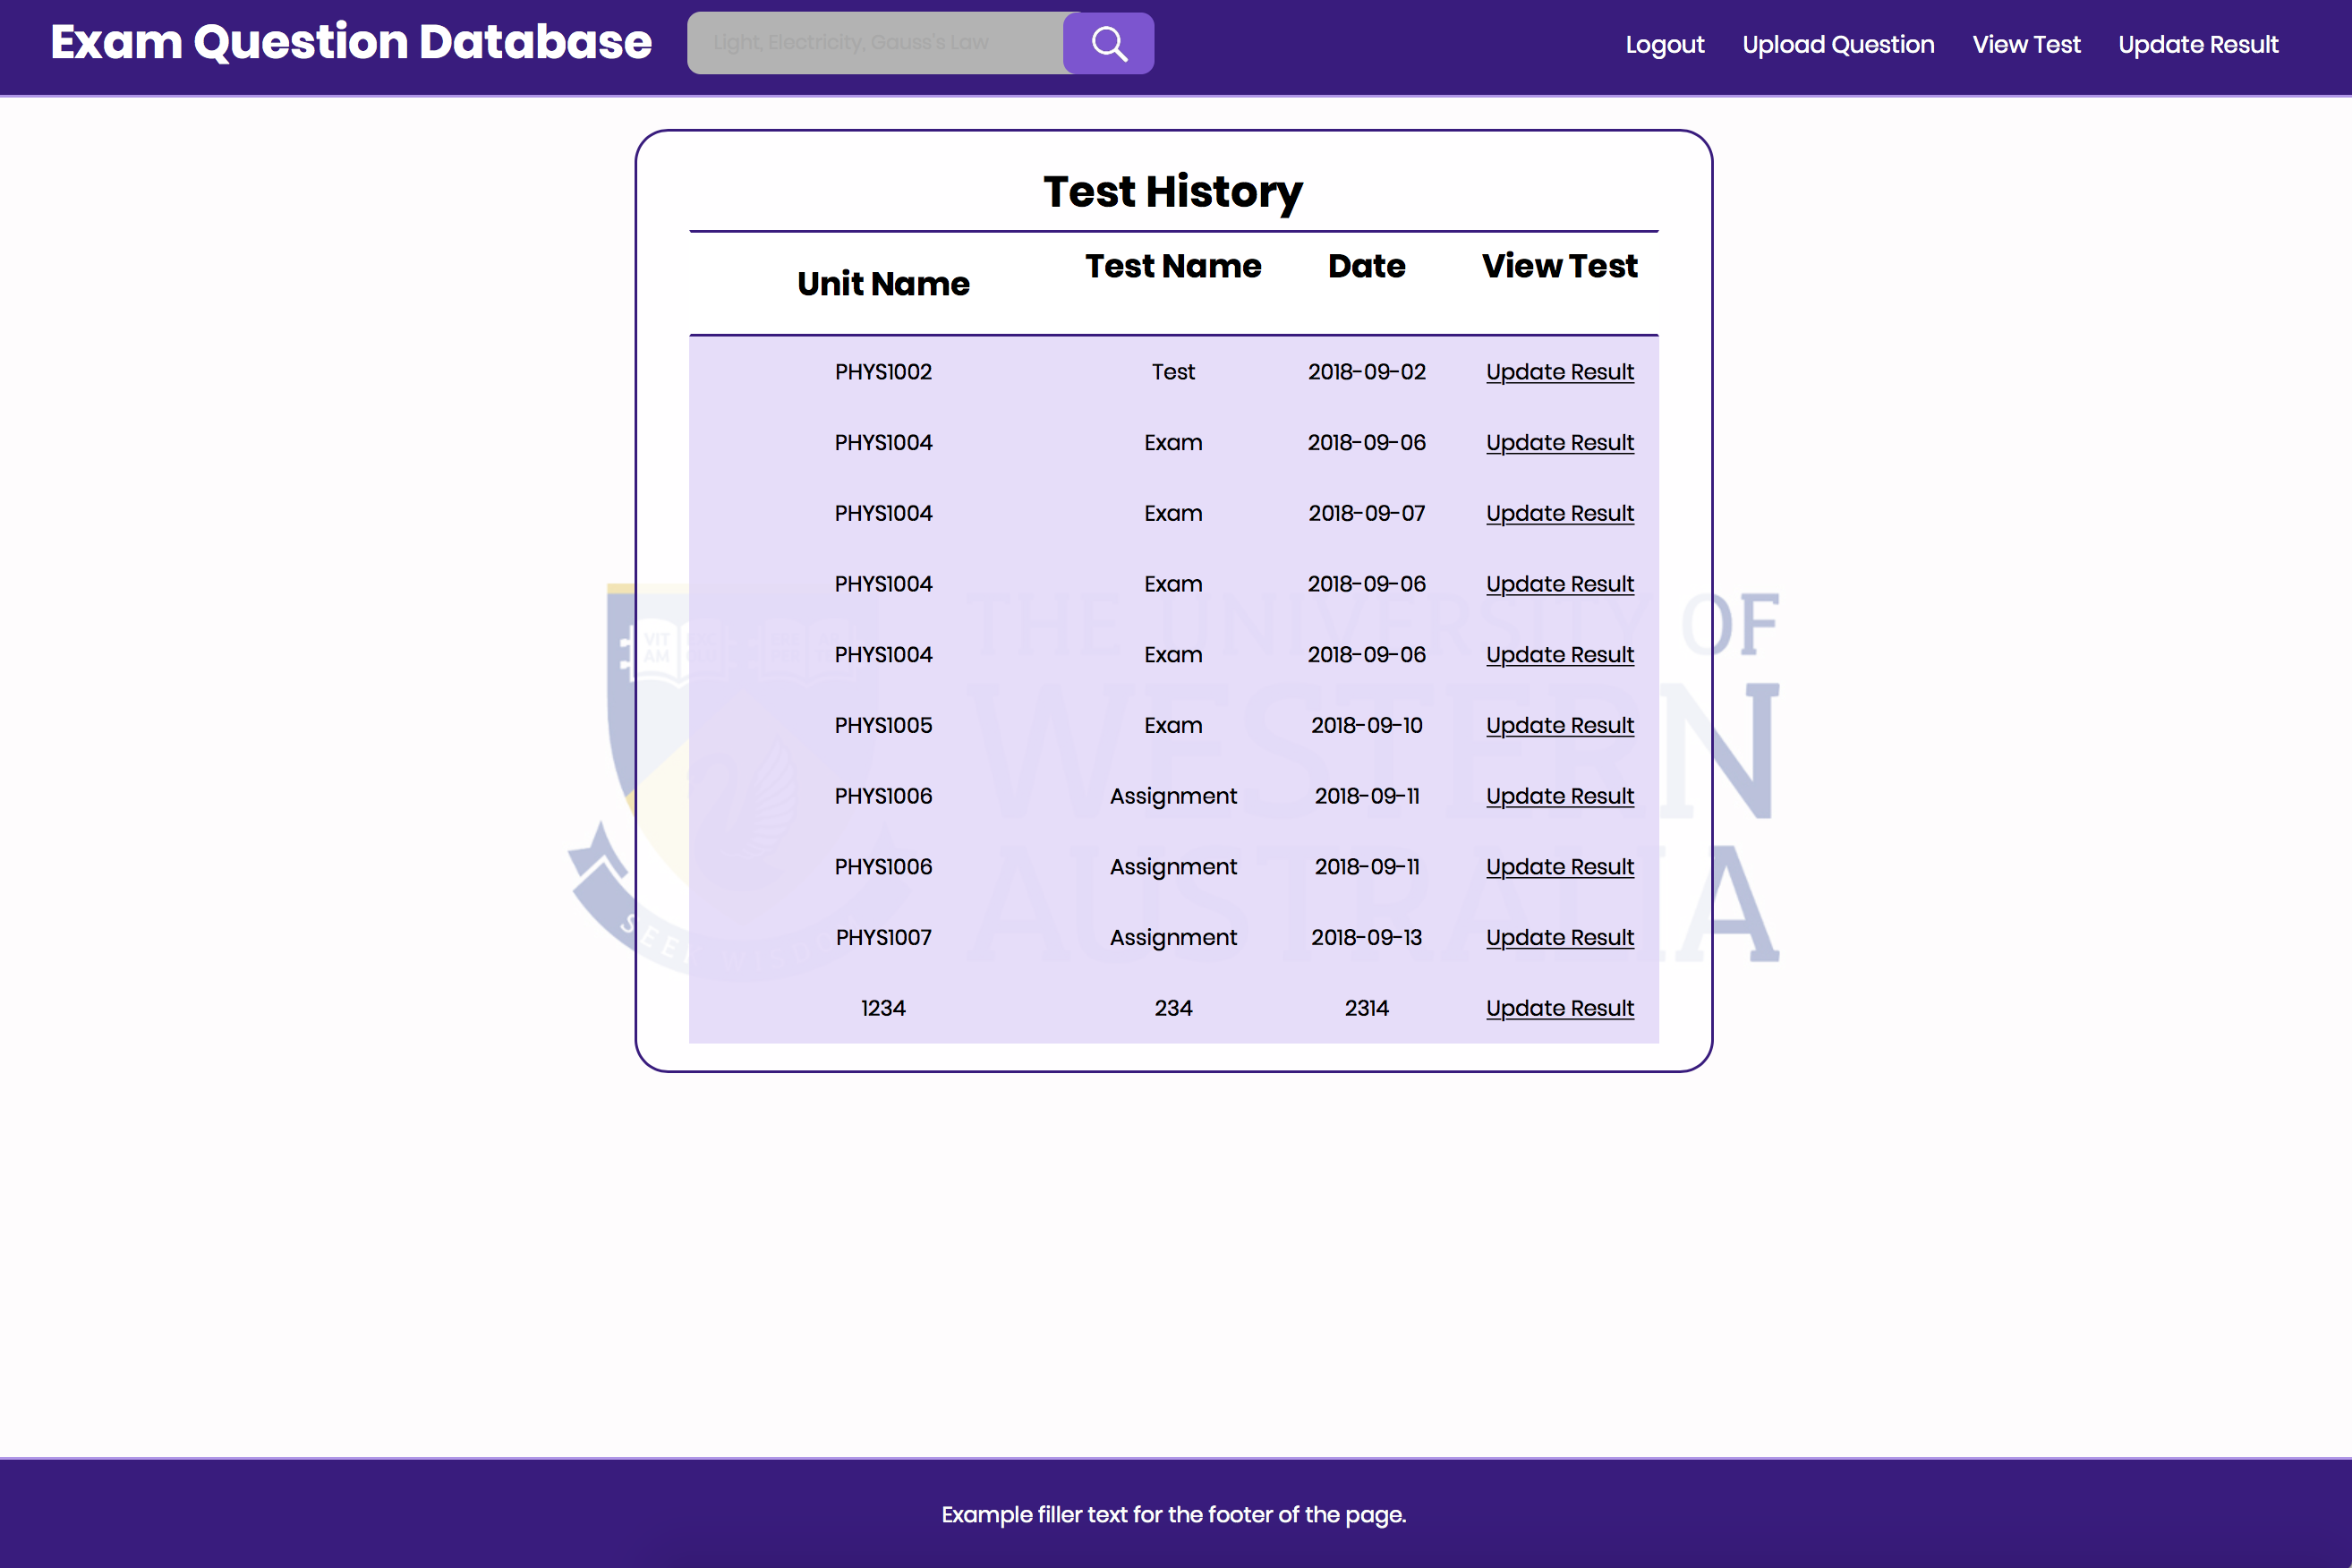 Exam Question Database
Light, Electricity, Gauss's Law
Logout Upload Question View Test Update Result
Test History
Unit Name Test Name Date View Test
PHYS1002 Test 2018-09-02 Update Result
PHYS1004 Exam 2018-09-06 Update Result
PHYS1004 Exam 2018-09-07 Update Result
PHYS1004 Exam 2018-09-06 Update Result
PHYS1004 Exam 2018-09-06 Update Result
PHYS1005 Exam 2018-09-10 Update Result
PHYS1006 Assignment 2018-09-11 Update Result
PHYS1006 Assignment 2018-09-11 Update Result
PHYS1007 Assignment 2018-09-13 Update Result
1234 234 2314 Update Result
VIT
AM
THE UNIVERSITY OF
WESTERN
AUSTRALIA
Example filler text for the footer of the page.